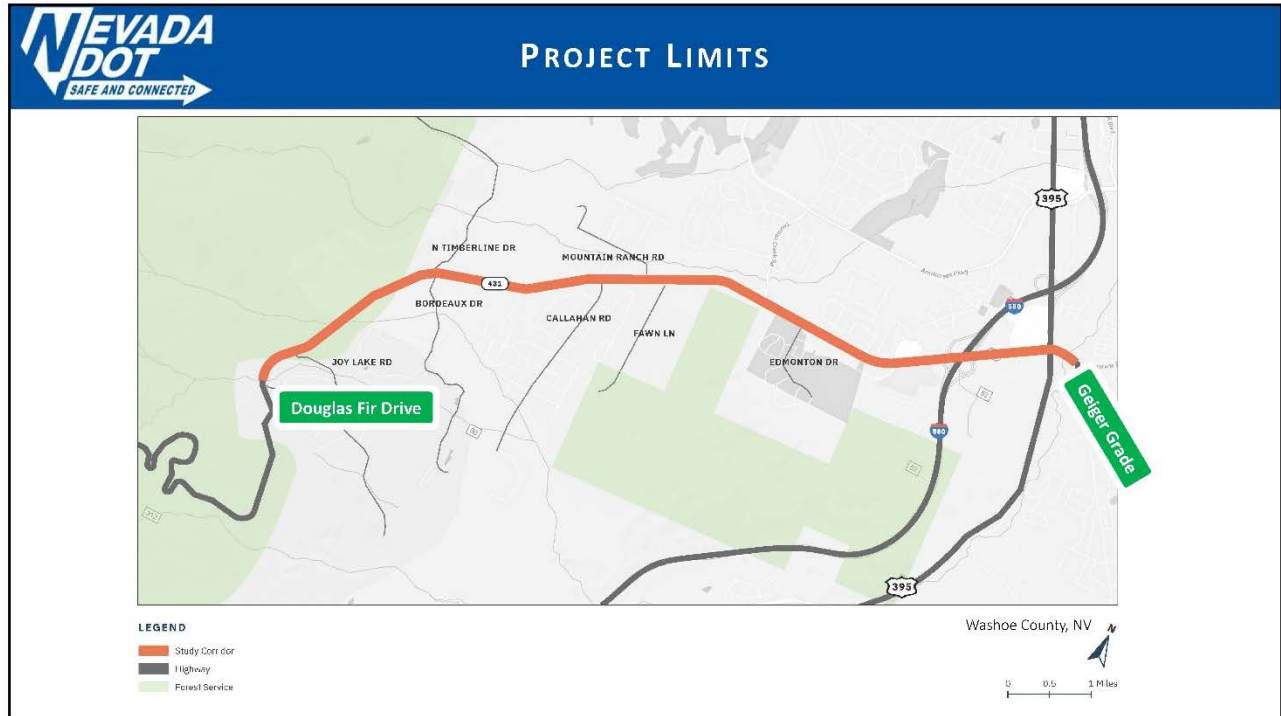 NEVADA
DOT
SAFE AND CONNECTED
PROJECT LIMITS
395
N TIMBERLINE DR
MOUNTAIN RANCH RD
431
BORDEAUX DR
CALLAHAN RD
FAWN LN
580
JOY LAKE RD
EDMONTON DR
Douglas Fir Drive
Geiger Grade
580
395
LEGEND
Study Corridor
Highway
Forest Service
Washoe County, NV
N
0 0.5 1 Miles